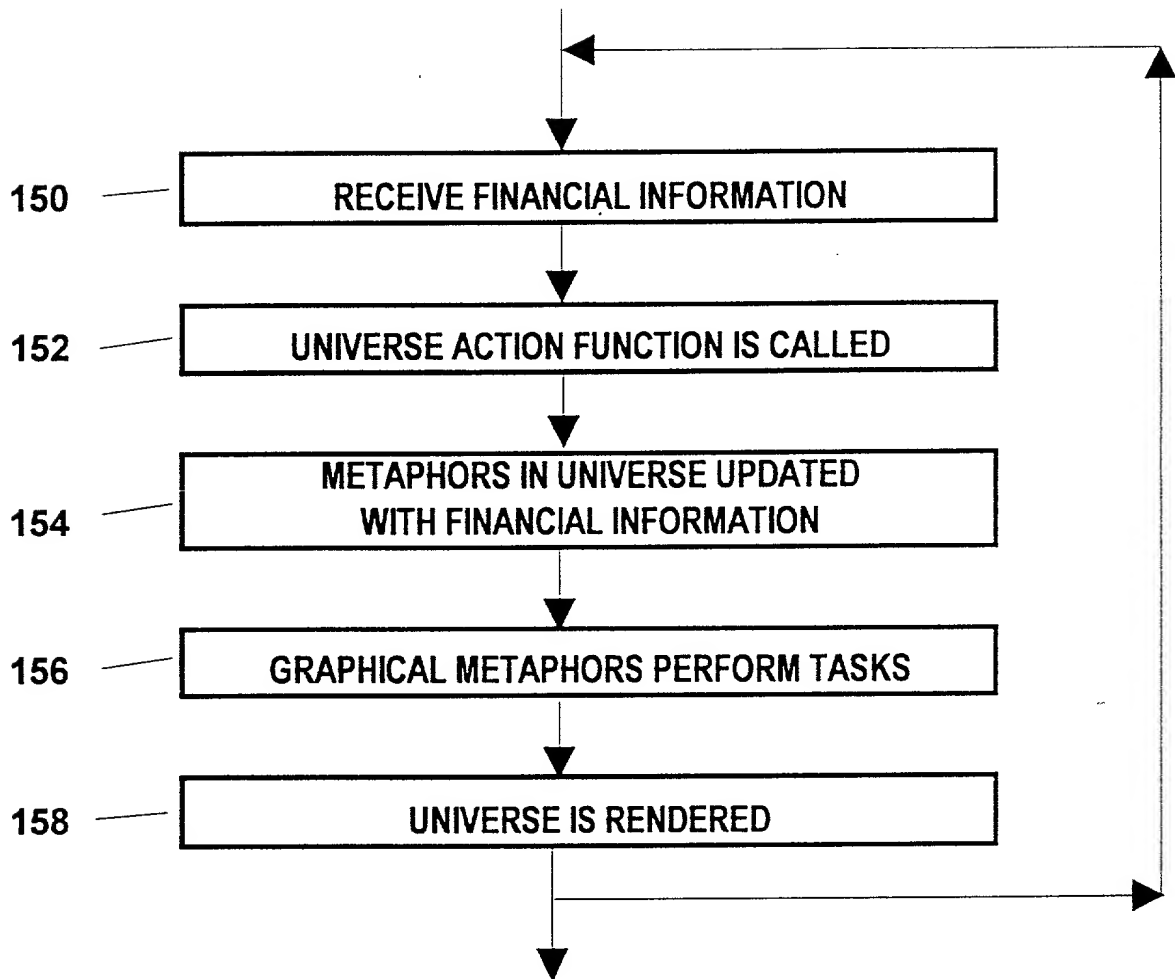 150 RECEIVE FINANCIAL INFORMATION
152 UNIVERSE ACTION FUNCTION IS CALLED
METAPHORS IN UNIVERSE UPDATED
154 WITH FINANCIAL INFORMATION
156 GRAPHICAL METAPHORS PERFORM TASKS
158 UNIVERSE IS RENDERED